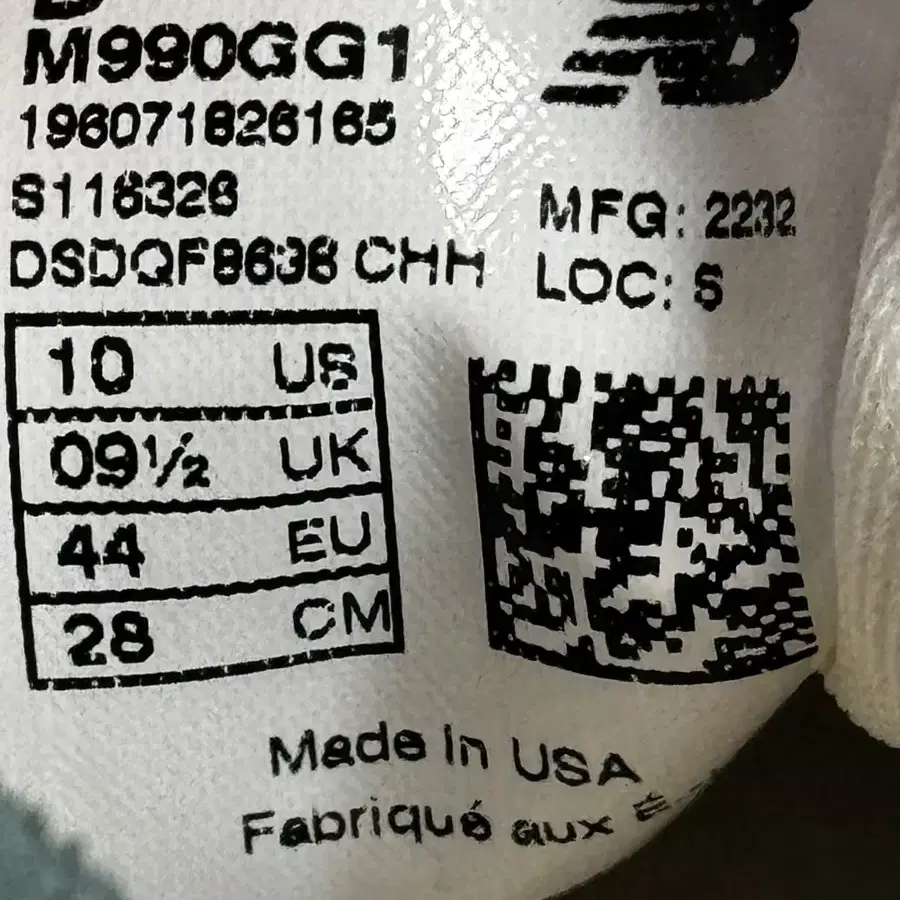 D
M990GG1
196071826165
S116328
DSDQF8638 CHH
MFG: 2232
LOC: S
10 US
09½ UK
44 EU
28 CM
Made in USA
Fabriqué aux